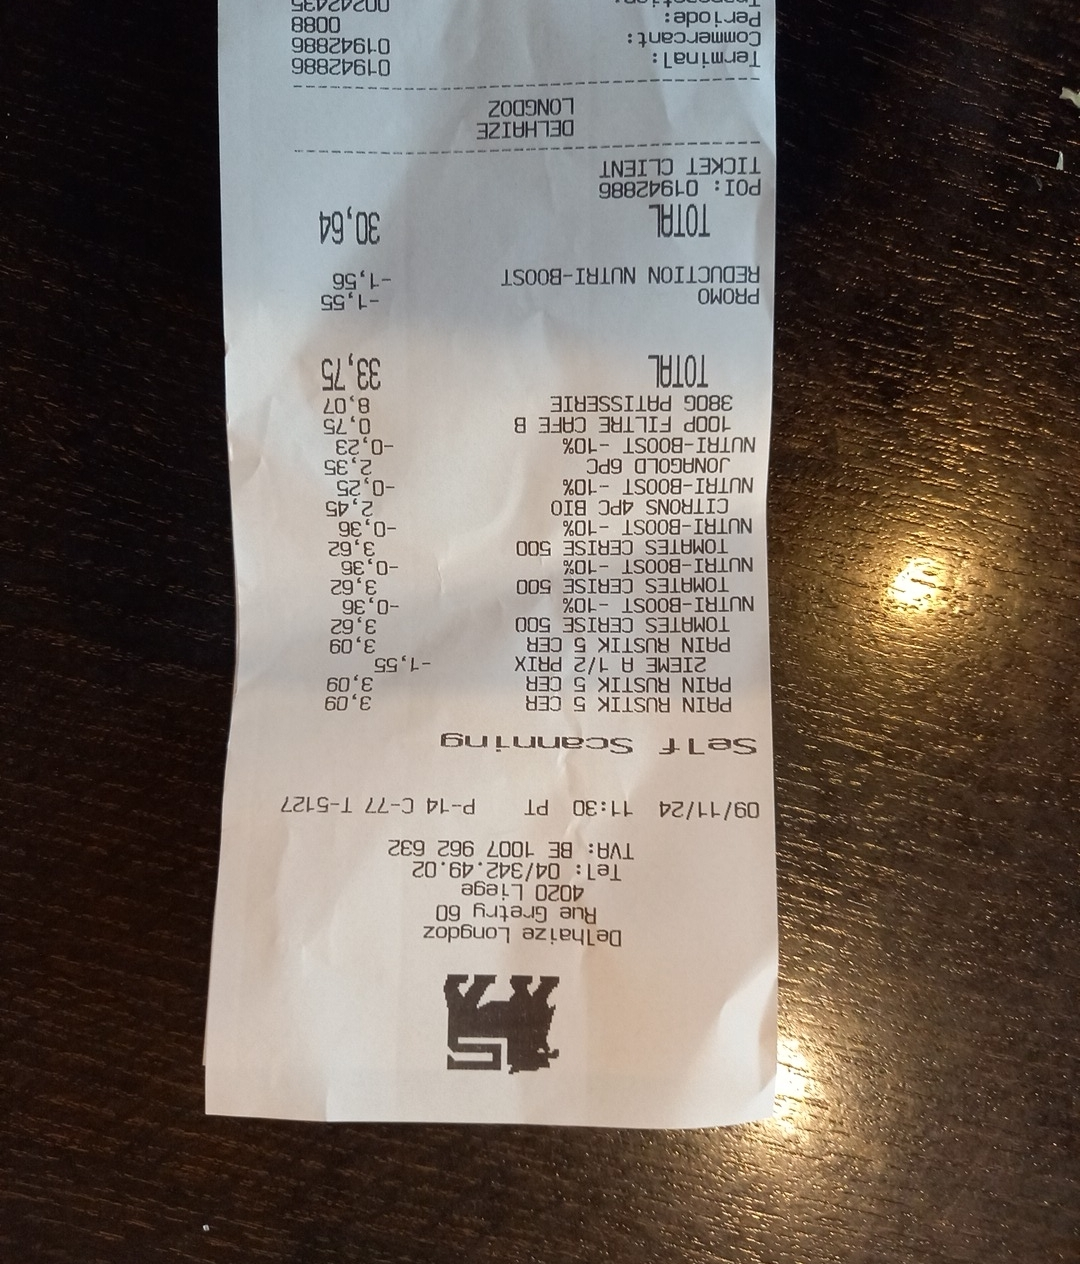 Delhaize Longdoz
Rue Gretry 60
4020 Liege
Tel: 04/342.49.02
TVA: BE 1007 962 632
09/11/24 11:30 PT P-14 C-77 T-5127
Self Scanning
PAIN RUSTIK 5 CER 3,09
PAIN RUSTIK 5 CER 3,09
2IEME A 1/2 PRIX -1,55
PAIN RUSTIK 5 CER 3,09
TOMATES CERISE 500 3,62
NUTRI-BOOST -10% -0,36
TOMATES CERISE 500 3,62
NUTRI-BOOST -10% -0,36
TOMATES CERISE 500 3,62
NUTRI-BOOST -10% -0,36
CITRONS 4PC BIO 2,45
NUTRI-BOOST -10% -0,25
JONAGOLD 6PC 2,35
NUTRI-BOOST -10% -0,23
100P FILTRE CAFE B 0,75
380G PATISSERIE 8,07
TOTAL 33,75
PROMO -1,55
REDUCTION NUTRI-BOOST -1,56
TOTAL 30,64
POI: 01942886
TICKET CLIENT
DELHAIZE
LONGDOZ
Terminal: 01942886
Commercant: 01942886
Periode: 0088